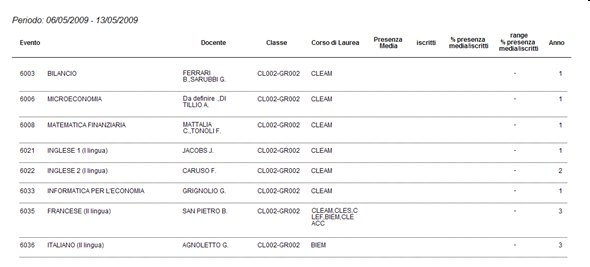 Periodo: 06/05/2009 - 13/05/2009
Evento Docente Classe Corso di Laurea Presenza Media iscritti % presenza media/iscritti range % presenza media/iscritti Anno
6003 BILANCIO FERRARI CL002-GR002 CLEAM - 1
B.,SARUBBI G.
6006 MICROECONOMIA Da definire .,DI CL002-GR002 CLEAM - 1
TILLIO A.
6008 MATEMATICA FINANZIARIA MATTALIA CL002-GR002 CLEAM - 1
C.,TONOLI F.
6021 INGLESE 1 (I lingua) JACOBS J. CL002-GR002 CLEAM - 1
6022 INGLESE 2 (I lingua) CARUSO F. CL002-GR002 CLEAM - 2
6033 INFORMATICA PER L'ECONOMIA GRIGNOLIO G. CL002-GR002 CLEAM - 1
6035 FRANCESE (II lingua) SAN PIETRO B. CL002-GR002 CLEAM,CLES,C - 3
LEF,BIEM,CLE
ACC
6036 ITALIANO (II lingua) AGNOLETTO G. CL002-GR002 BIEM - 3